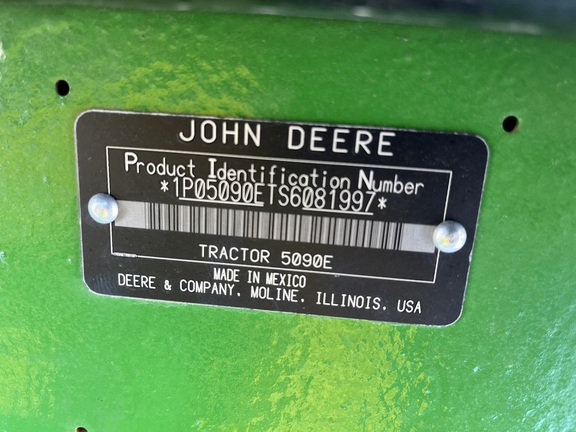 JOHN DEERE
Product Identification Number
*1P05090ETS6081997*
TRACTOR 5090E
MADE IN MEXICO
DEERE & COMPANY, MOLINE, ILLINOIS, USA